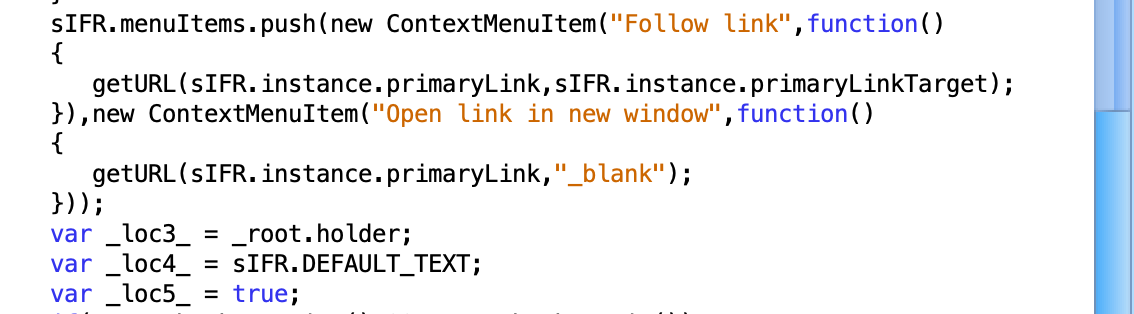 sIFR.menuItems.push(new ContextMenuItem("Follow link",function()
{
   getURL(sIFR.instance.primaryLink,sIFR.instance.primaryLinkTarget);
}),new ContextMenuItem("Open link in new window",function()
{
   getURL(sIFR.instance.primaryLink,"_blank");
}));
var _loc3_ = _root.holder;
var _loc4_ = sIFR.DEFAULT_TEXT;
var _loc5_ = true;